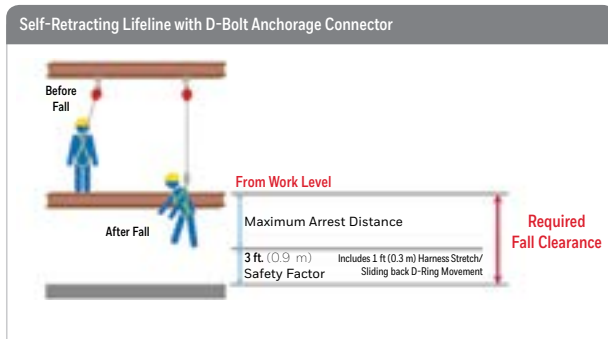 Self-Retracting Lifeline with D-Bolt Anchorage Connector
Before
Fall
From Work Level
After Fall
Maximum Arrest Distance
Required
Fall Clearance
3 ft. (0.9 m)
Safety Factor
Includes 1 ft (0.3 m) Harness Stretch/
Sliding back D-Ring Movement